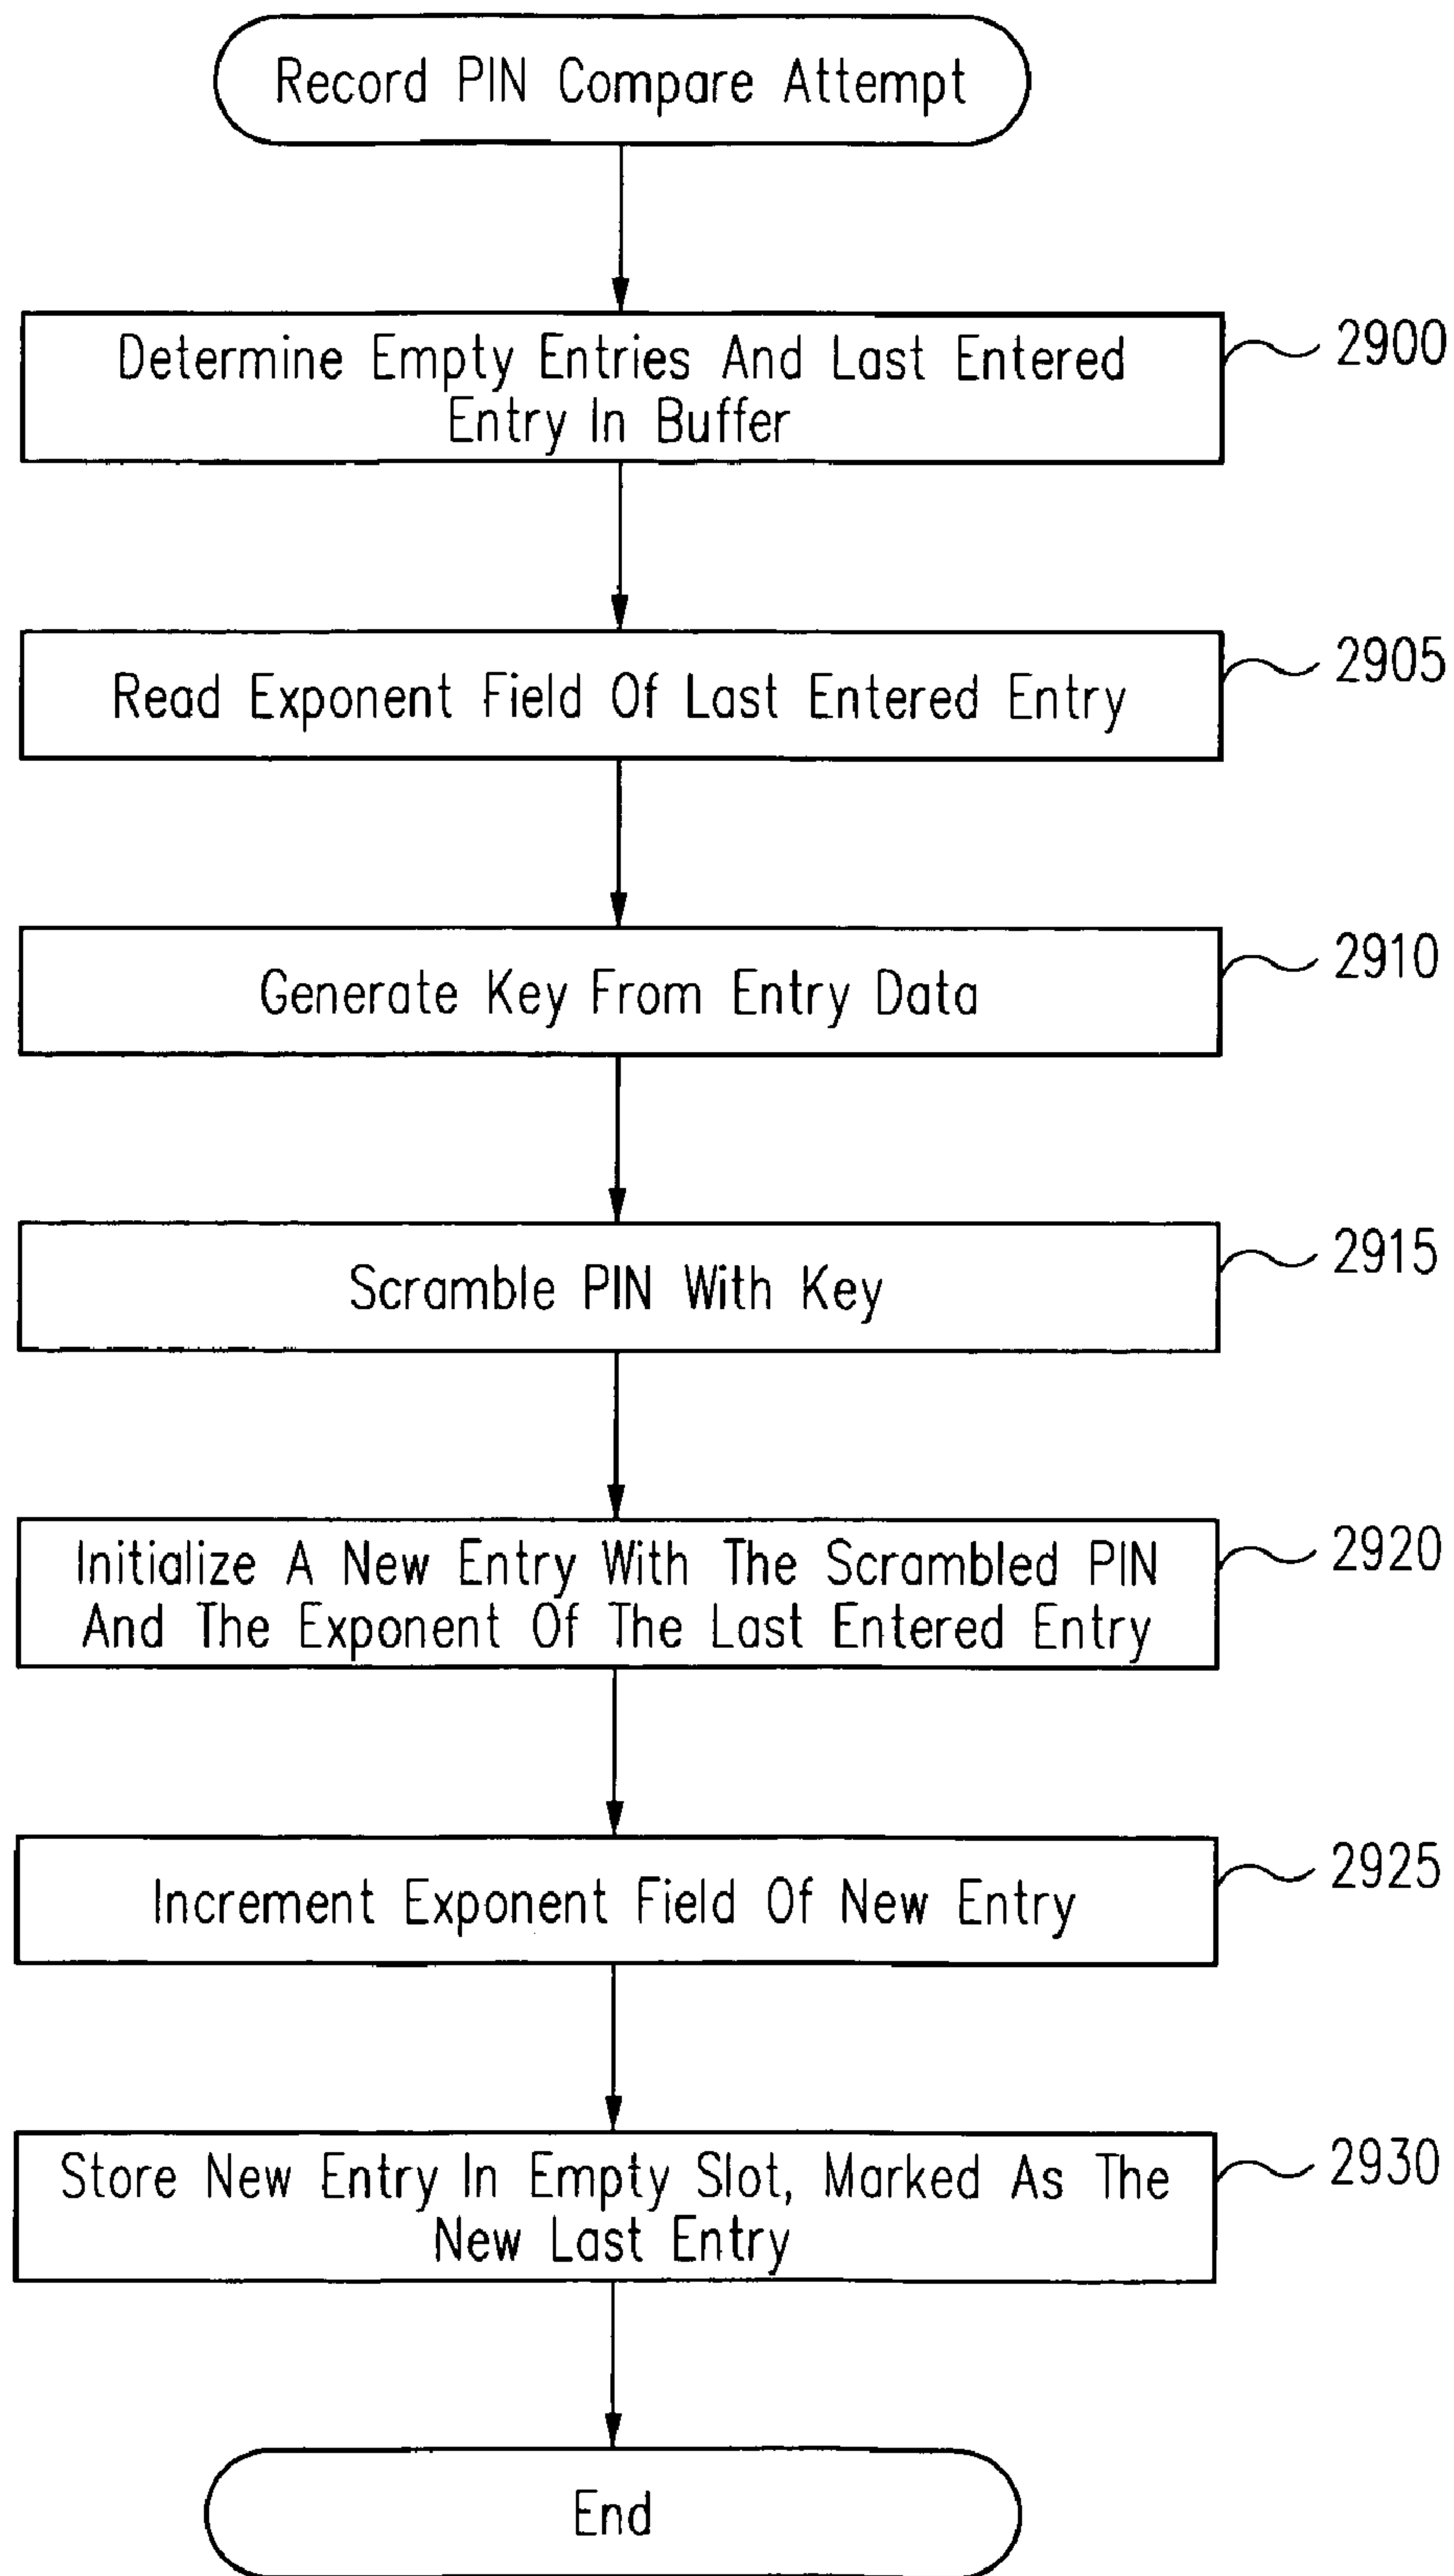 Record PIN Compare Attempt
Determine Empty Entries And Last Entered
Entry In Buffer
2900
Read Exponent Field Of Last Entered Entry
2905
Generate Key From Entry Data
2910
Scramble PIN With Key
2915
Initialize A New Entry With The Scrambled PIN
And The Exponent Of The Last Entered Entry
2920
Increment Exponent Field Of New Entry
2925
Store New Entry In Empty Slot, Marked As The
New Last Entry
2930
End